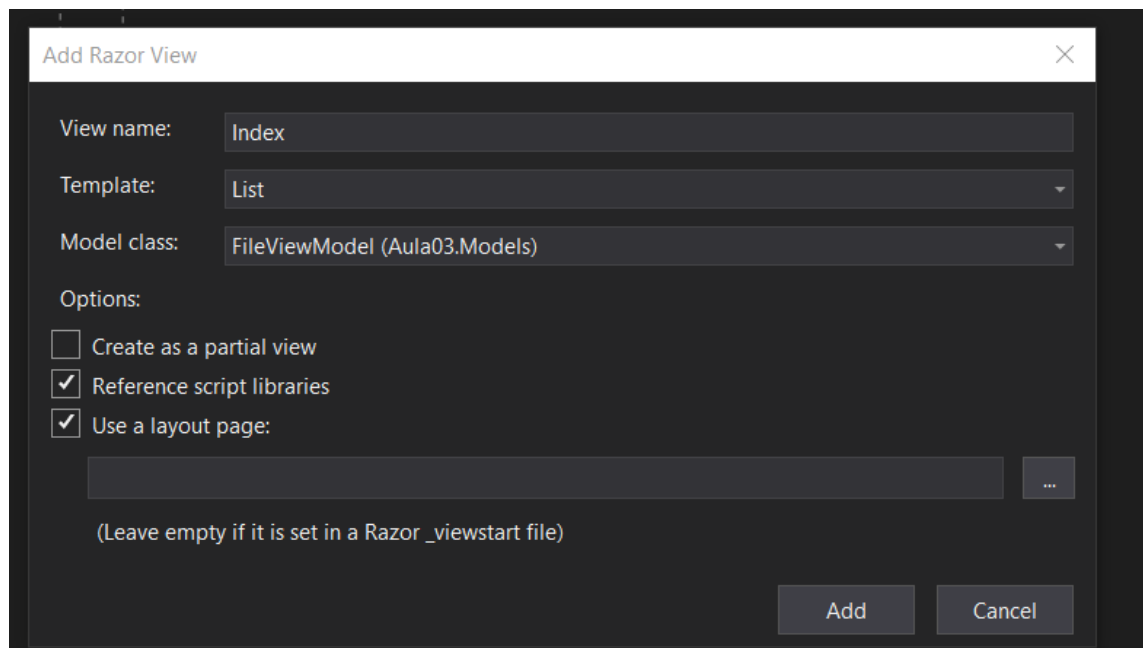 Add Razor View
View name:
Index
Template:
List
Model class:
FileViewModel (Aula03.Models)
Options:
Create as a partial view
Reference script libraries
Use a layout page:
...
(Leave empty if it is set in a Razor _viewstart file)
Add
Cancel